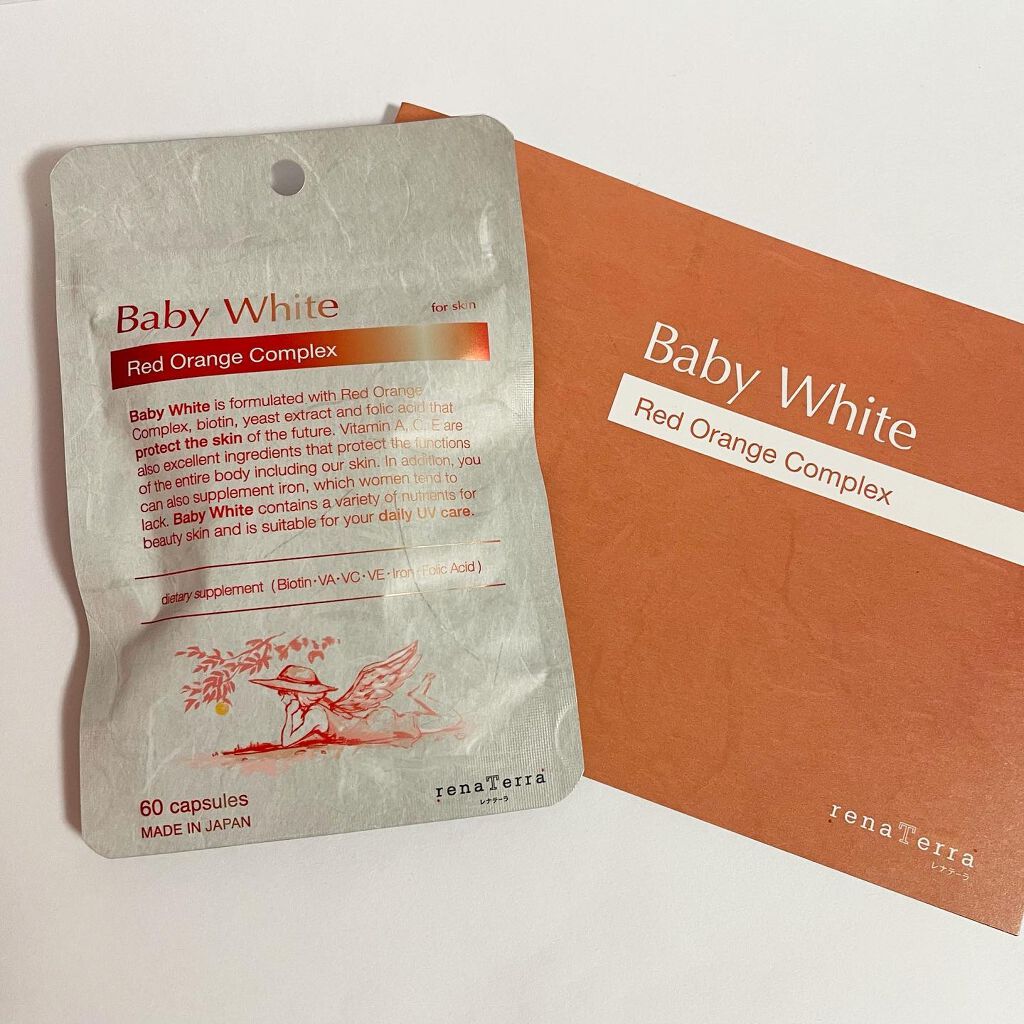 Baby White
for skin
Red Orange Complex
Baby White is formulated with Red Orange
Complex, biotin, yeast extract and folic acid that
protect the skin of the future. Vitamin A, C, E are
also excellent ingredients that protect the functions
of the entire body including our skin. In addition, you
can also supplement iron, which women tend to
lack. Baby White contains a variety of nutrients for
beauty skin and is suitable for your daily UV care.
dietary supplement (Biotin・VA・VC・VE・Iron・Folic Acid)
60 capsules
MADE IN JAPAN
renaTerra
レナテーラ
Baby White
Red Orange Complex
renaTerra
レナテーラ